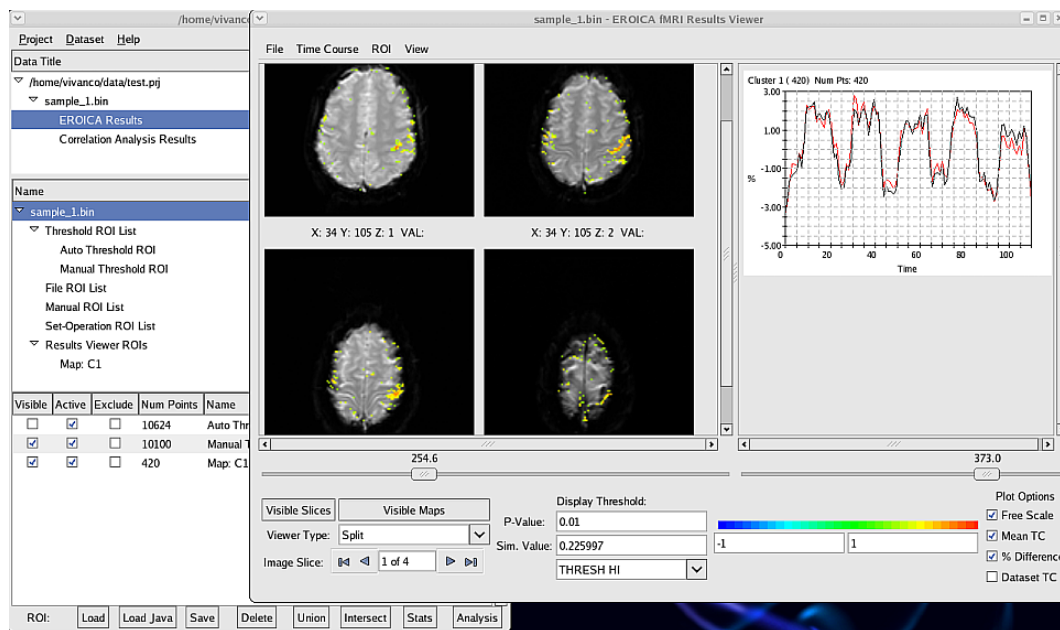 /home/vivanco
Project Dataset Help
Data Title
/home/vivanco/data/test.prj
sample_1.bin
EROICA Results
Correlation Analysis Results
Name
sample_1.bin
Threshold ROI List
Auto Threshold ROI
Manual Threshold ROI
File ROI List
Manual ROI List
Set-Operation ROI List
Results Viewer ROIs
Map: C1
Visible Active Exclude Num Points Name
10624 Auto Thr
10100 Manual T
420 Map: C1
ROI: Load Load Java Save Delete Union Intersect Stats Analysis
sample_1.bin - EROICA fMRI Results Viewer
File Time Course ROI View
X: 34 Y: 105 Z: 1 VAL:
X: 34 Y: 105 Z: 2 VAL:
254.6
Cluster 1 ( 420) Num Pts: 420
3.00
1.00
-1.00
%
-3.00
-5.00
0 20 40 60 80 100
Time
373.0
Visible Slices Visible Maps
Viewer Type: Split
Image Slice: 1 of 4
Display Threshold:
P-Value: 0.01
Sim. Value: 0.225997
THRESH HI
-1 1
Plot Options
Free Scale
Mean TC
% Difference
Dataset TC